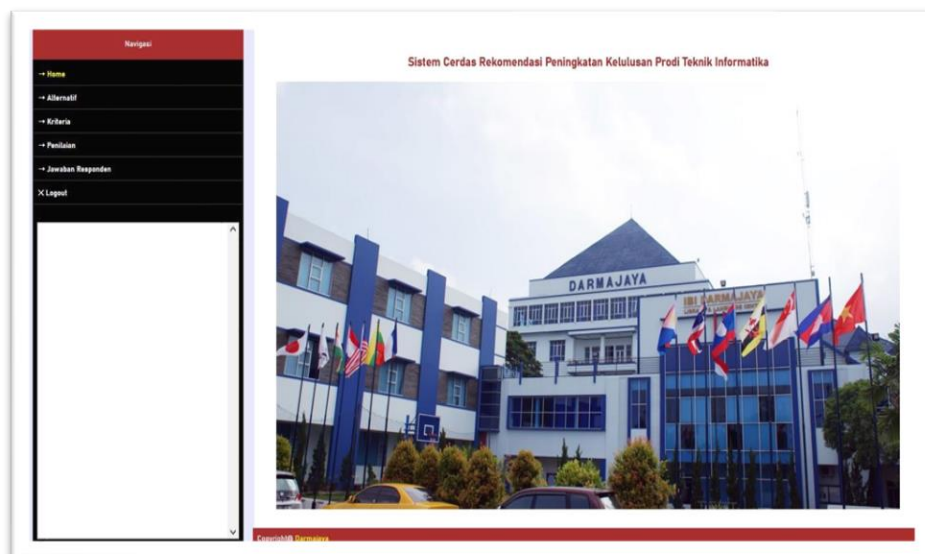 Navigasi
→ Home
→ Alternatif
→ Kriteria
→ Penilaian
→ Jawaban Responden
× Logout
Sistem Cerdas Rekomendasi Peningkatan Kelulusan Prodi Teknik Informatika
DARMAJAYA
IBI DARMAJAYA
Copyright© Darmajaya